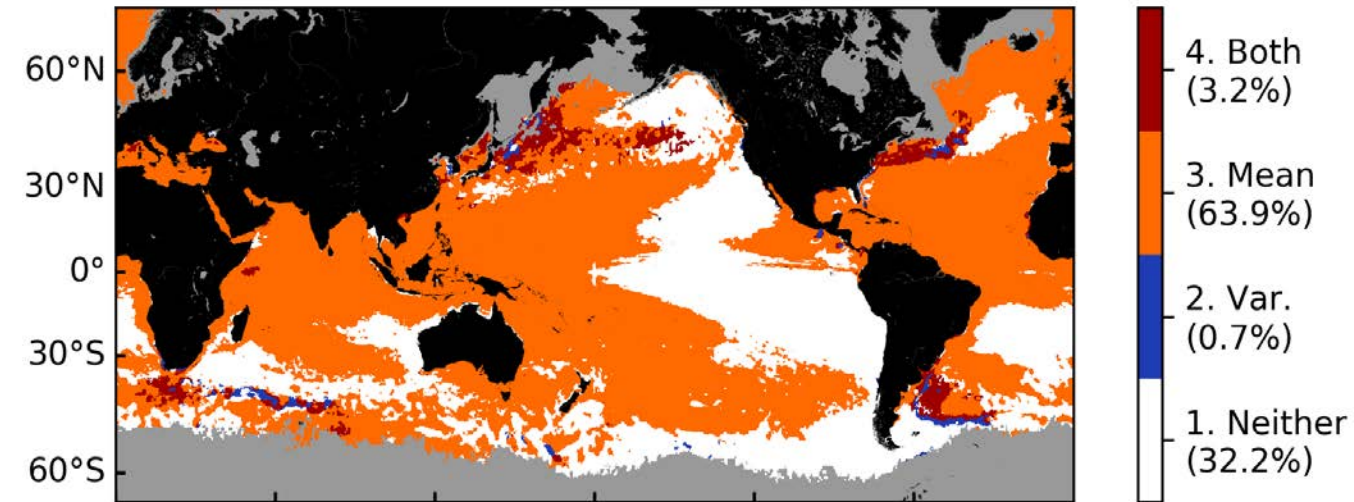 60°N
30°N
0°
30°S
60°S
4. Both
(3.2%)
3. Mean
(63.9%)
2. Var.
(0.7%)
1. Neither
(32.2%)